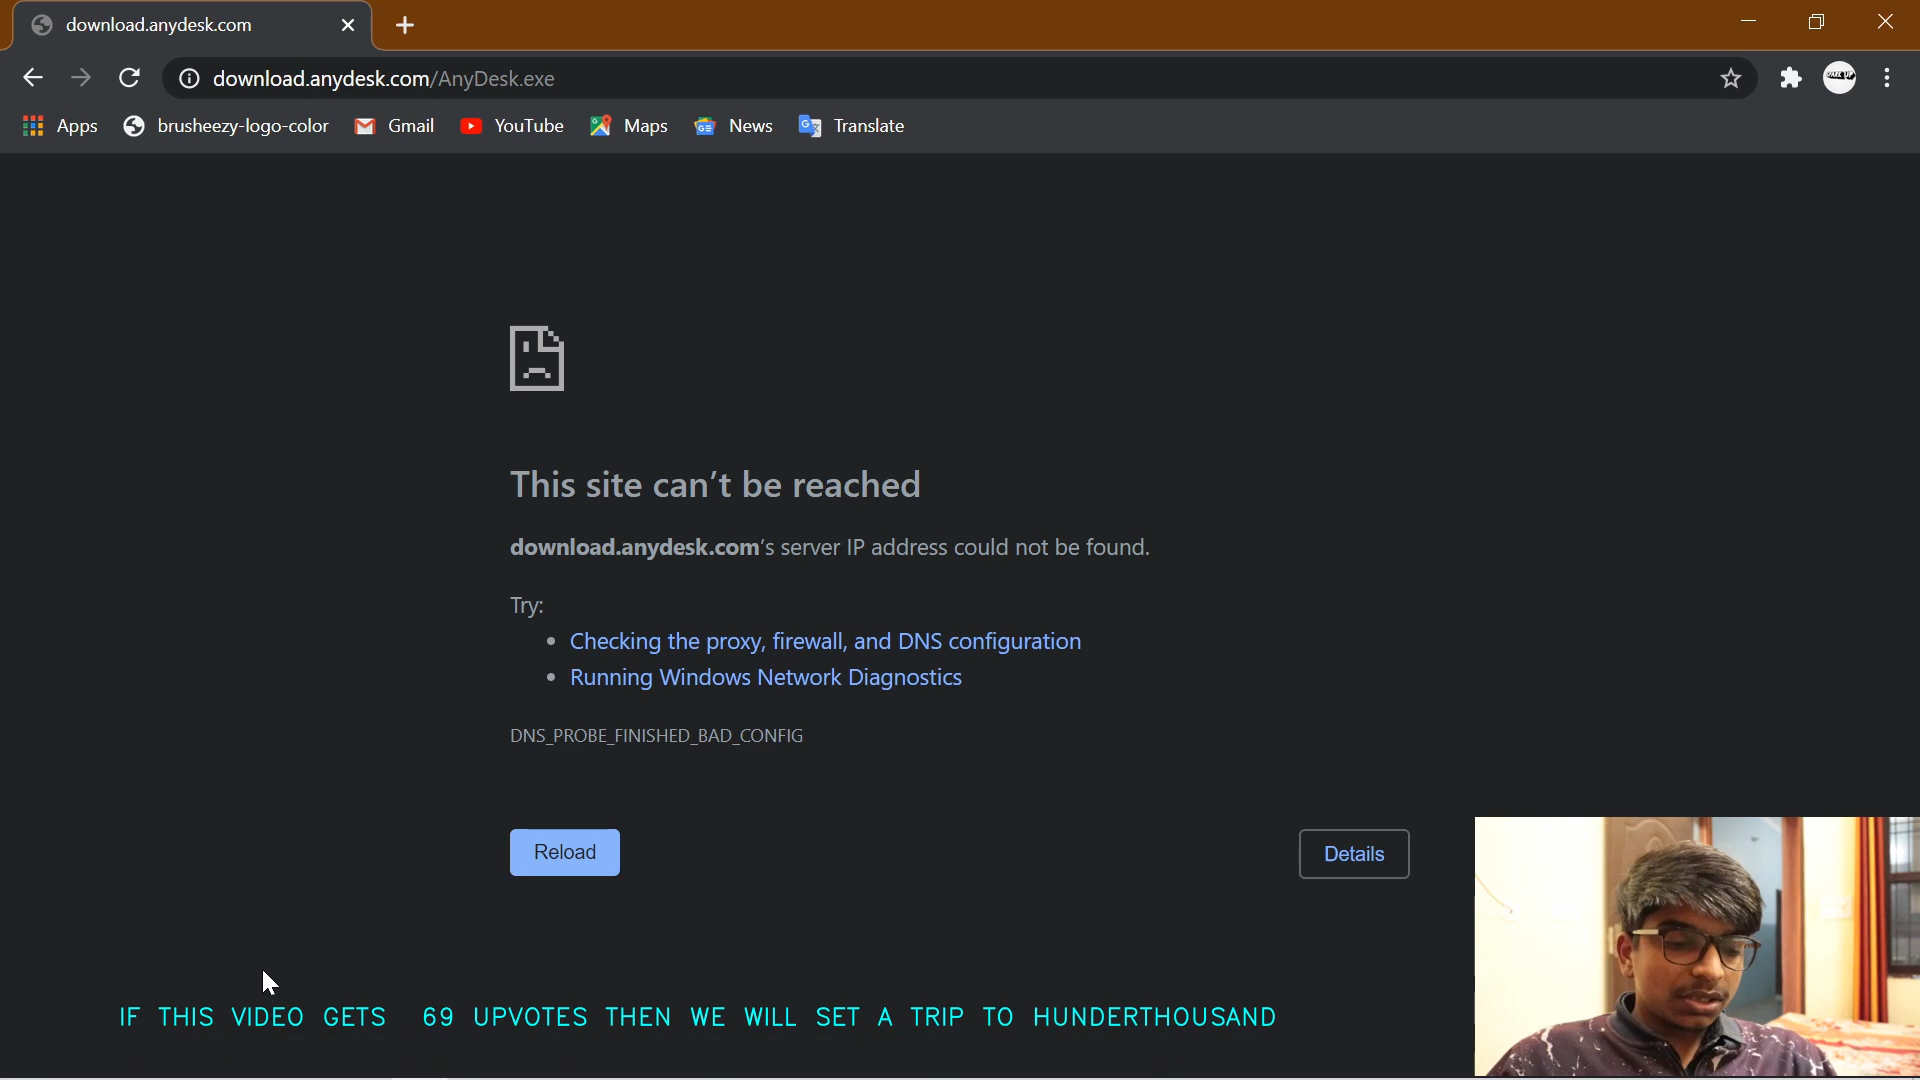 download.anydesk.com
download.anydesk.com/AnyDesk.exe
Apps brusheezy-logo-color Gmail YouTube Maps News Translate
This site can't be reached
download.anydesk.com's server IP address could not be found.
Try:
Checking the proxy, firewall, and DNS configuration
Running Windows Network Diagnostics
DNS_PROBE_FINISHED_BAD_CONFIG
Reload Details
IF THIS VIDEO GETS 69 UPVOTES THEN WE WILL SET A TRIP TO HUNDERTHOUSAND